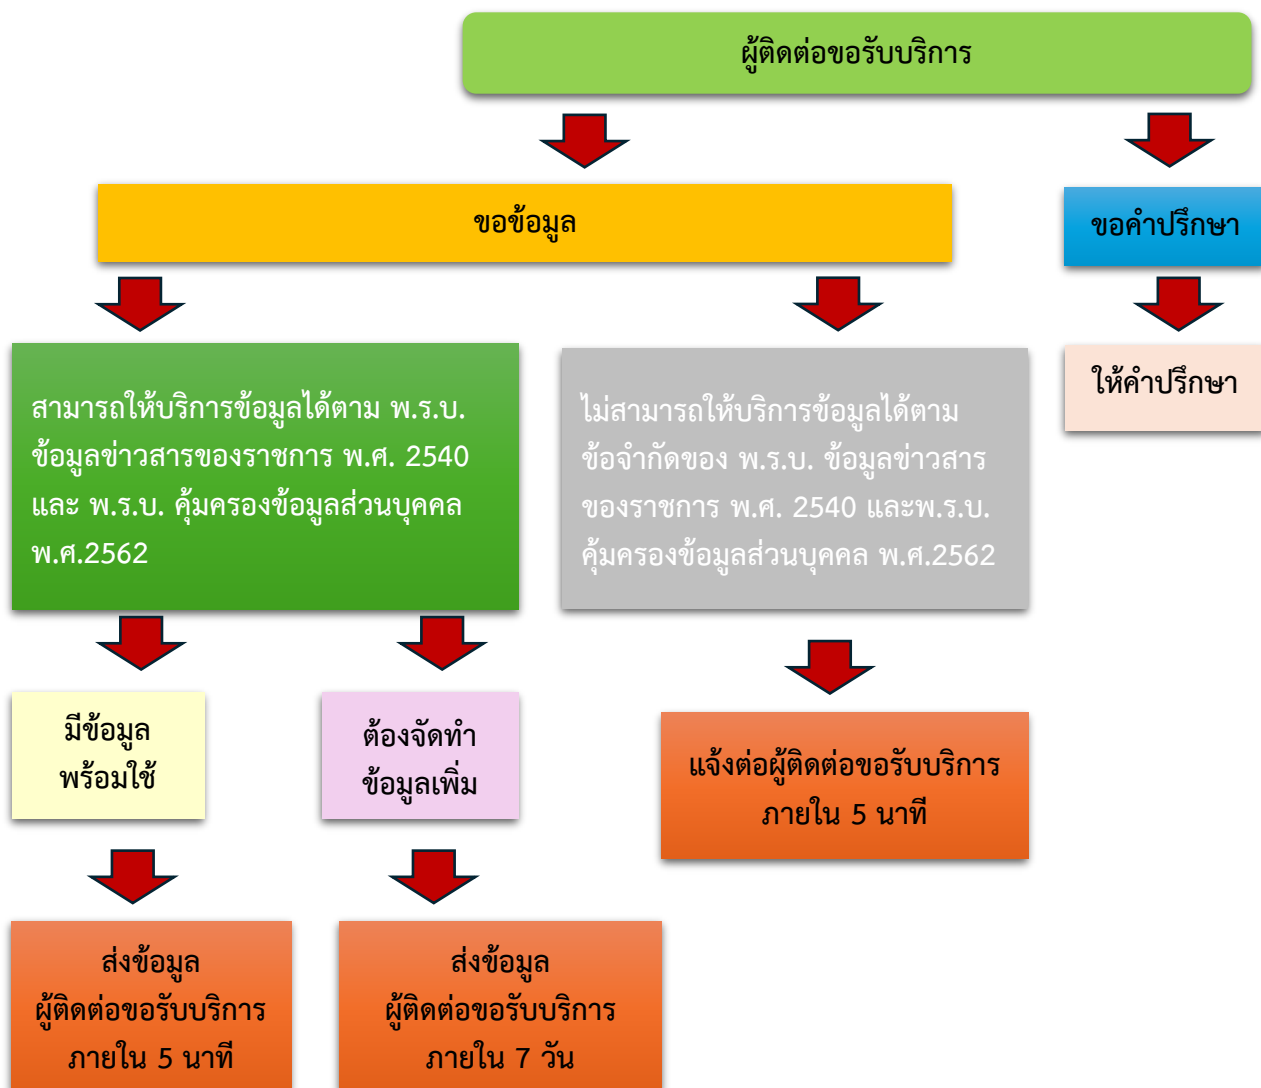 ผู้ติดต่อขอรับบริการ
ขอข้อมูล
ขอคำปรึกษา
สามารถให้บริการข้อมูลได้ตาม พ.ร.บ.
ข้อมูลข่าวสารของราชการ พ.ศ. 2540
และ พ.ร.บ. คุ้มครองข้อมูลส่วนบุคคล
พ.ศ.2562
ไม่สามารถให้บริการข้อมูลได้ตาม
ข้อจำกัดของ พ.ร.บ. ข้อมูลข่าวสาร
ของราชการ พ.ศ. 2540 และพ.ร.บ.
คุ้มครองข้อมูลส่วนบุคคล พ.ศ.2562
ให้คำปรึกษา
มีข้อมูล
พร้อมใช้
ต้องจัดทำ
ข้อมูลเพิ่ม
แจ้งต่อผู้ติดต่อขอรับบริการ
ภายใน 5 นาที
ส่งข้อมูล
ผู้ติดต่อขอรับบริการ
ภายใน 5 นาที
ส่งข้อมูล
ผู้ติดต่อขอรับบริการ
ภายใน 7 วัน